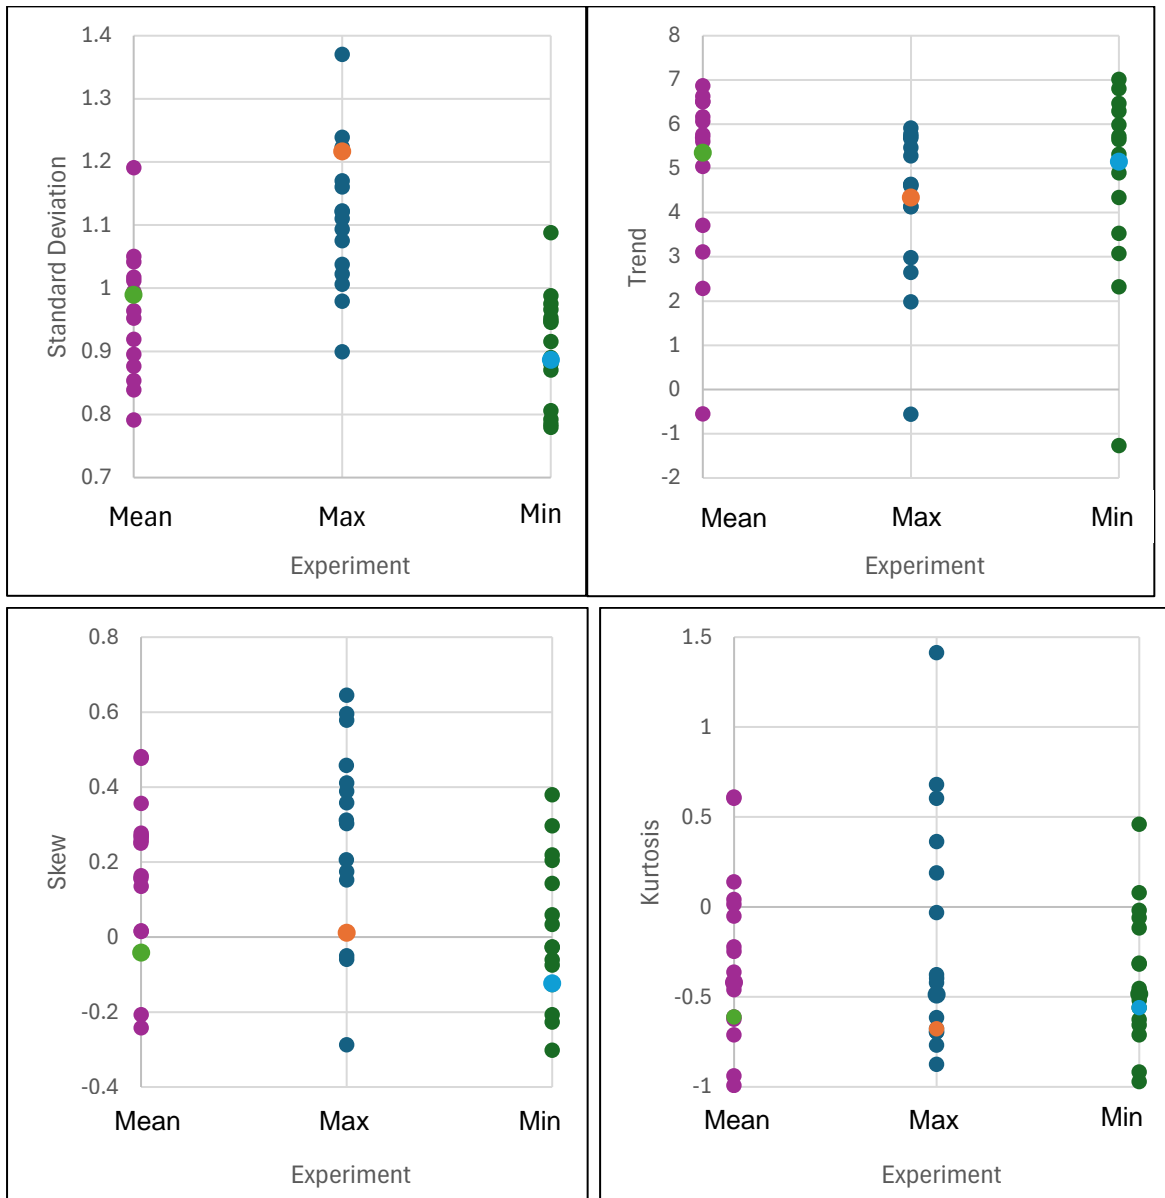 Standard Deviation
1.4
1.3
1.2
1.1
1
0.9
0.8
0.7
Mean Max Min
Experiment
Trend
8
7
6
5
4
3
2
1
0
-1
-2
Mean Max Min
Experiment
Skew
0.8
0.6
0.4
0.2
0
-0.2
-0.4
Mean Max Min
Experiment
Kurtosis
1.5
1
0.5
0
-0.5
-1
Mean Max Min
Experiment